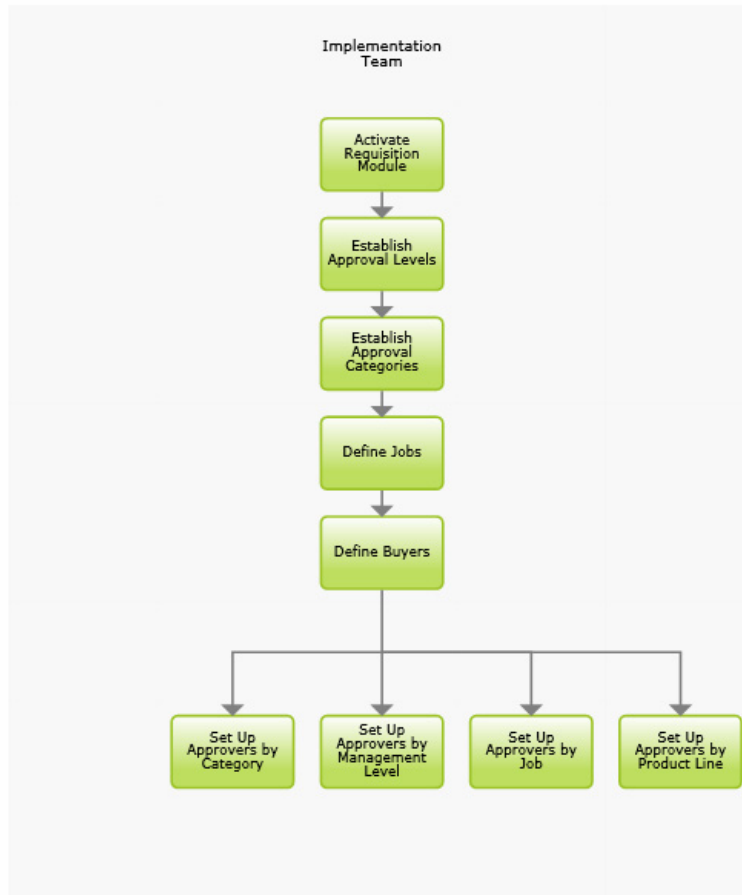 Implementation
Team
Activate
Requisition
Module
Establish
Approval Levels
Establish
Approval
Categories
Define Jobs
Define Buyers
Set Up
Approvers by
Category
Set Up
Approvers by
Management
Level
Set Up
Approvers by
Job
Set Up
Approvers by
Product Line